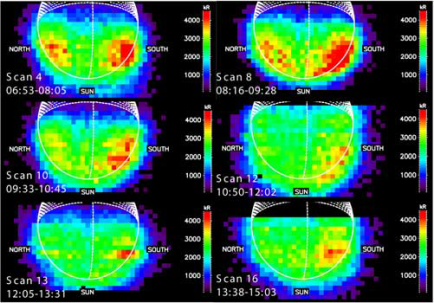 kR
4000
3000
2000
1000
NORTH
SOUTH
Scan 4
06:53-08:05
SUN
kR
4000
3000
2000
1000
NORTH
SOUTH
Scan 8
08:16-09:28
SUN
kR
4000
3000
2000
1000
NORTH
SOUTH
Scan 10
09:33-10:45
SUN
kR
4000
3000
2000
1000
Scan 12
10:50-12:02
SUN
kR
4000
3000
2000
1000
NORTH
SOUTH
Scan 13
12:05-13:31
SUN
kR
4000
3000
2000
1000
NORTH
SOUTH
Scan 16
13:38-15:03
SUN